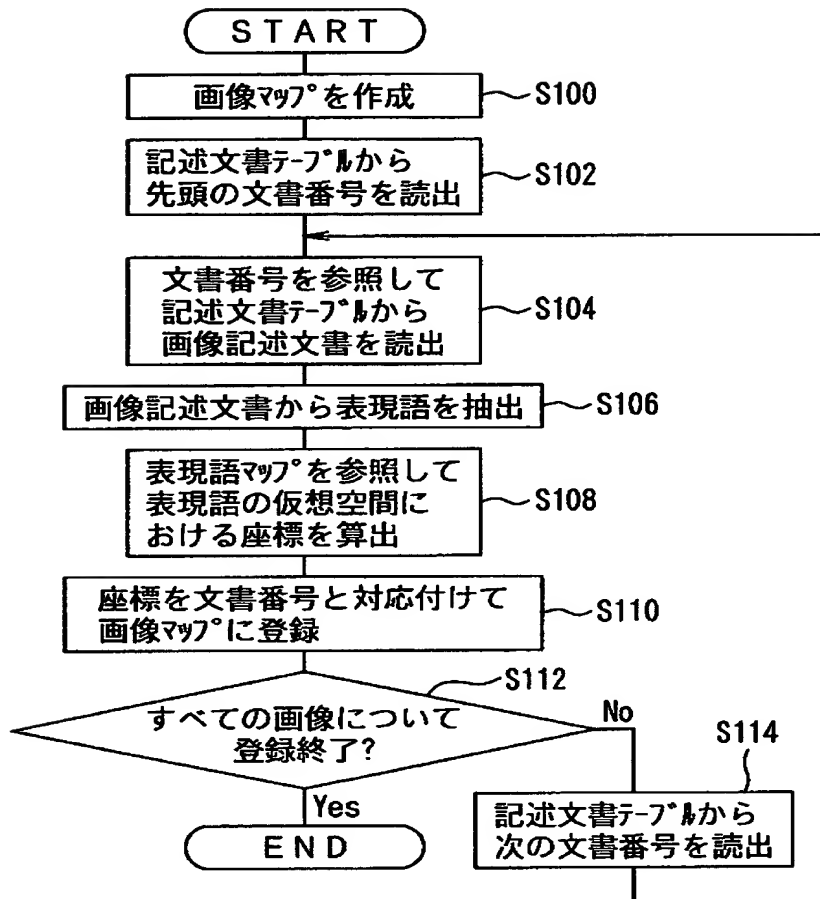 START
画像ﾏｯﾌﾟを作成
S100
記述文書ﾃｰﾌﾞﾙから
先頭の文書番号を読出
S102
文書番号を参照して
記述文書ﾃｰﾌﾞﾙから
画像記述文書を読出
S104
画像記述文書から表現語を抽出
S106
表現語ﾏｯﾌﾟを参照して
表現語の仮想空間に
おける座標を算出
S108
座標を文書番号と対応付けて
画像ﾏｯﾌﾟに登録
S110
S112
すべての画像について
登録終了?
No
Yes
S114
記述文書ﾃｰﾌﾞﾙから
次の文書番号を読出
END